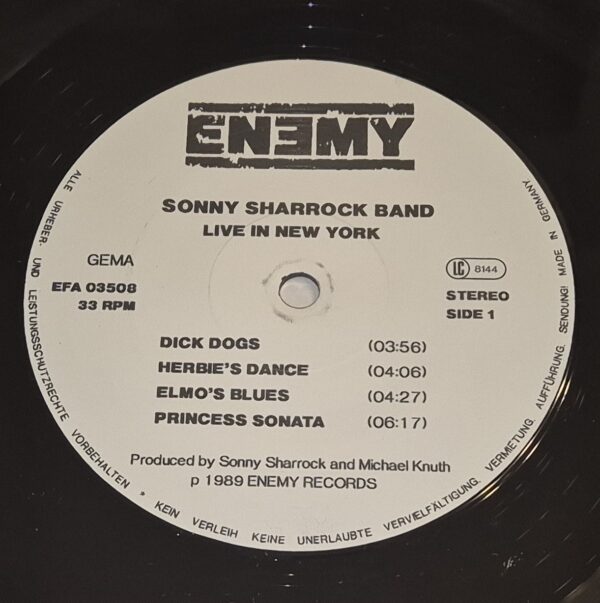 ENEMY
SONNY SHARROCK BAND
LIVE IN NEW YORK
GEMA
EFA 03508
33 RPM
LC 8144
STEREO
SIDE 1
DICK DOGS (03:56)
HERBIE'S DANCE (04:06)
ELMO'S BLUES (04:27)
PRINCESS SONATA (06:17)
Produced by Sonny Sharrock and Michael Knuth
p 1989 ENEMY RECORDS
ALLE URHEBER- UND LEISTUNGSSCHUTZRECHTE VORBEHALTEN * KEIN VERLEIH KEINE UNERLAUBTE VERVIELFÄLTIGUNG, VERMIETUNG, AUFFÜHRUNG, SENDUNG! MADE IN GERMANY